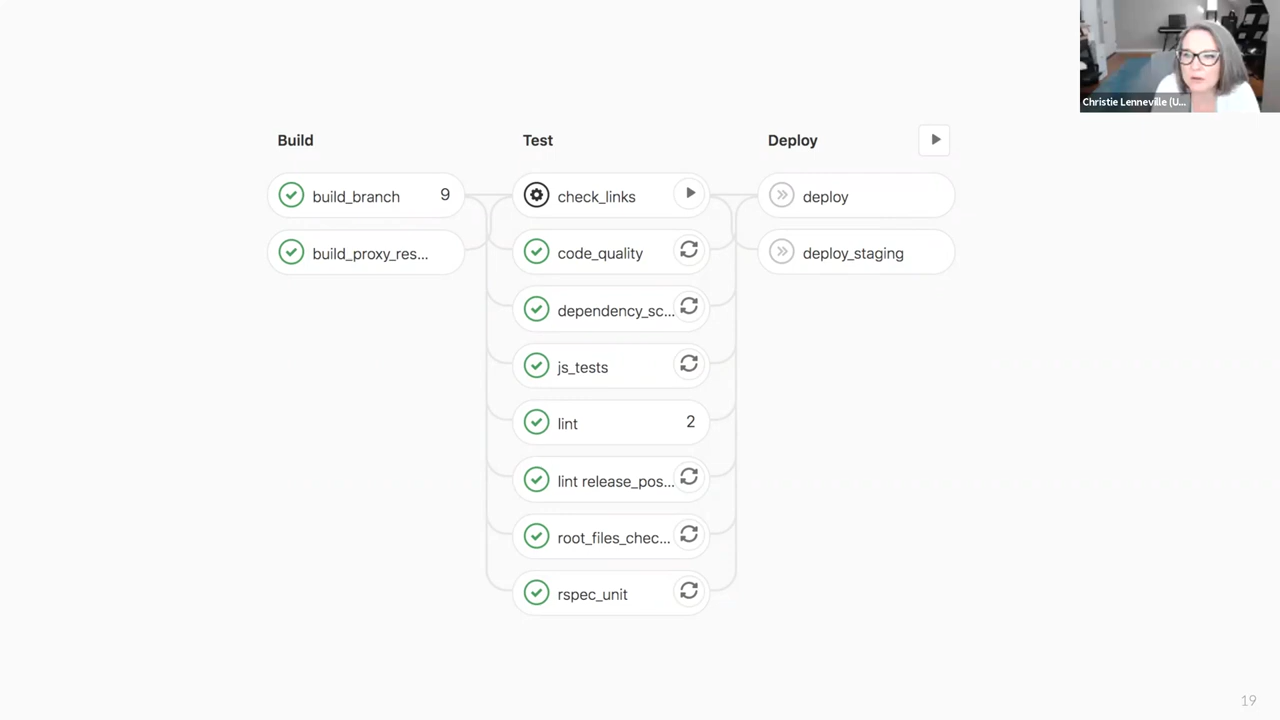 Christie Lenneville (U...
Build
Test
Deploy
build_branch 9
build_proxy_res...
check_links
code_quality
dependency_sc...
js_tests
lint 2
lint release_pos...
root_files_chec...
rspec_unit
deploy
deploy_staging
19